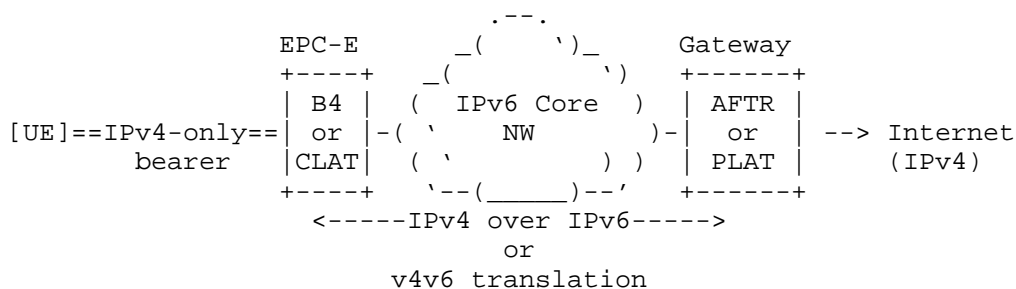 .--.
EPC-E _( `)_ Gateway
+----+ _( `) +------+
| B4 | ( IPv6 Core ) | AFTR |
[UE]==IPv4-only==| or |-( ` NW )-| or | --> Internet
bearer |CLAT| ( ` ) ) | PLAT | (IPv4)
+----+ `--(_____)--' +------+
<-----IPv4 over IPv6----->
or
v4v6 translation